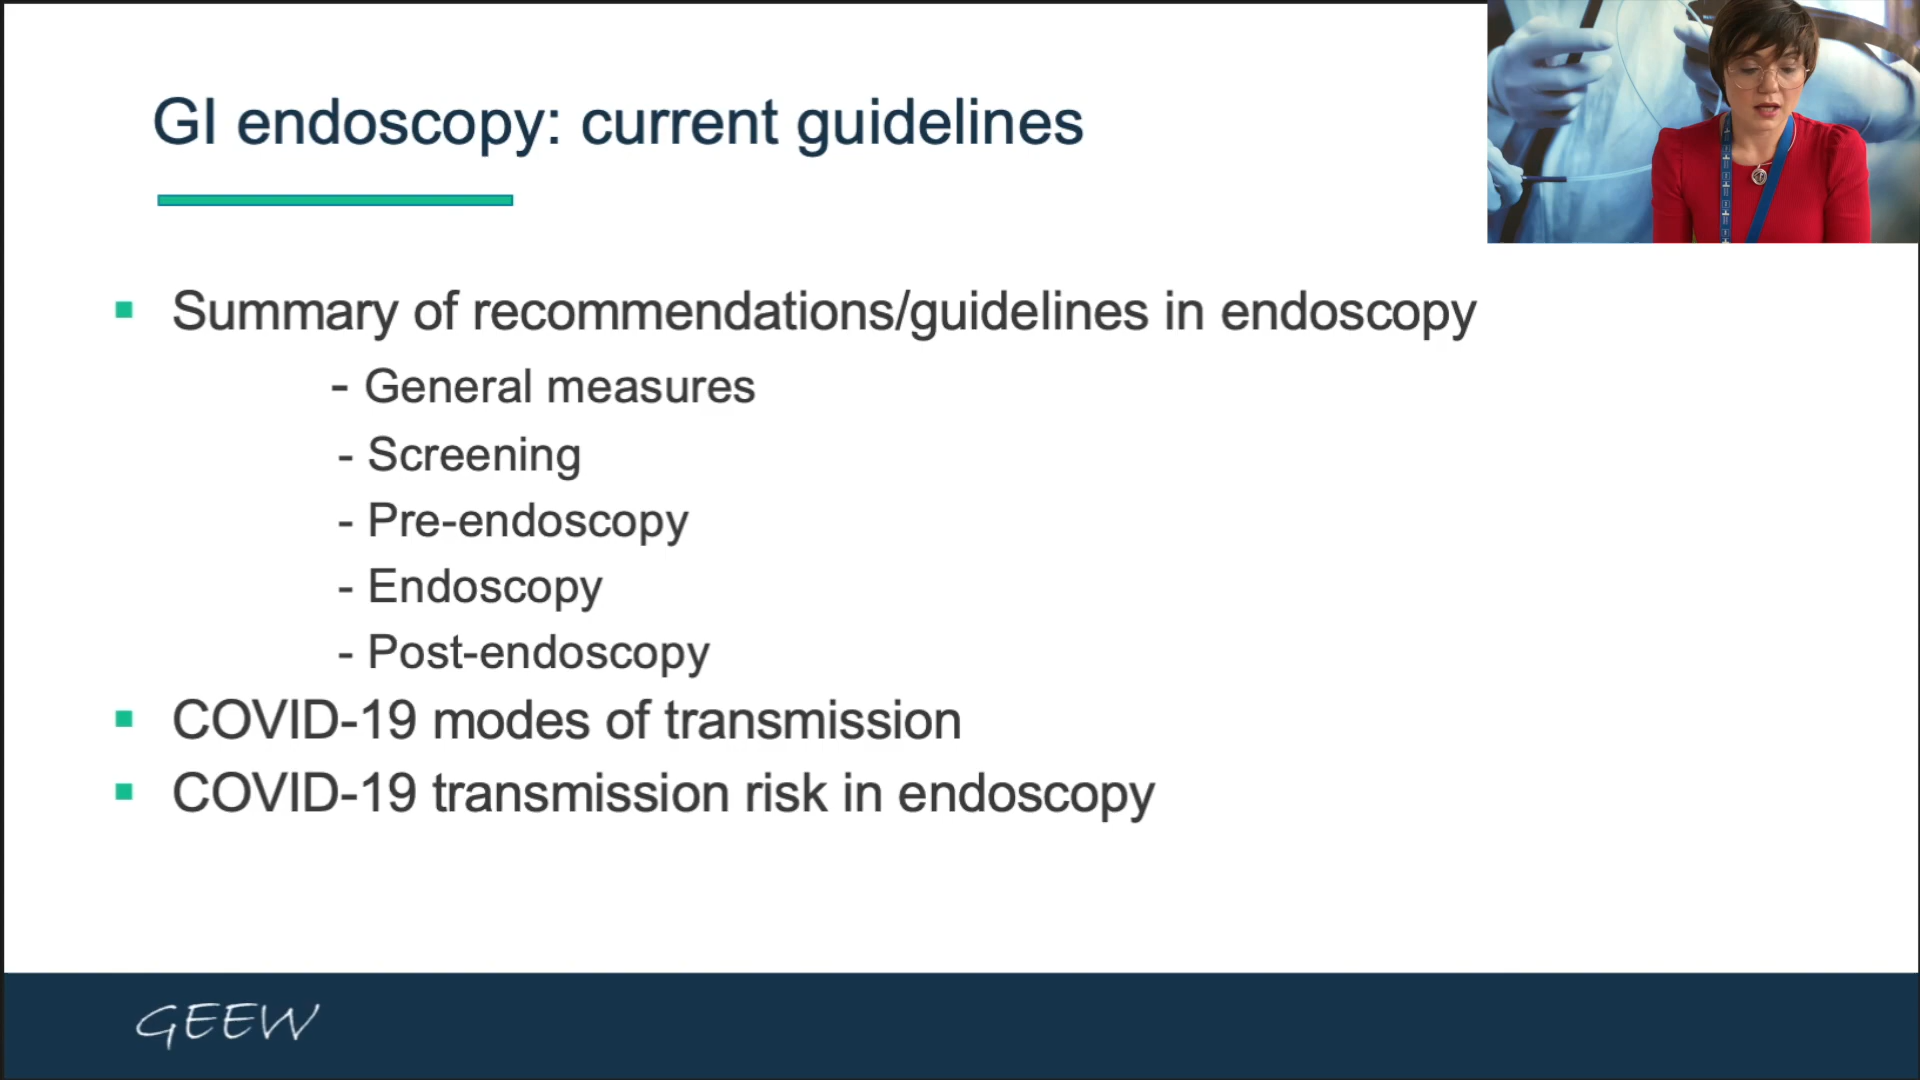 GI endoscopy: current guidelines
▪ Summary of recommendations/guidelines in endoscopy
- General measures
- Screening
- Pre-endoscopy
- Endoscopy
- Post-endoscopy
▪ COVID-19 modes of transmission
▪ COVID-19 transmission risk in endoscopy
GEEW